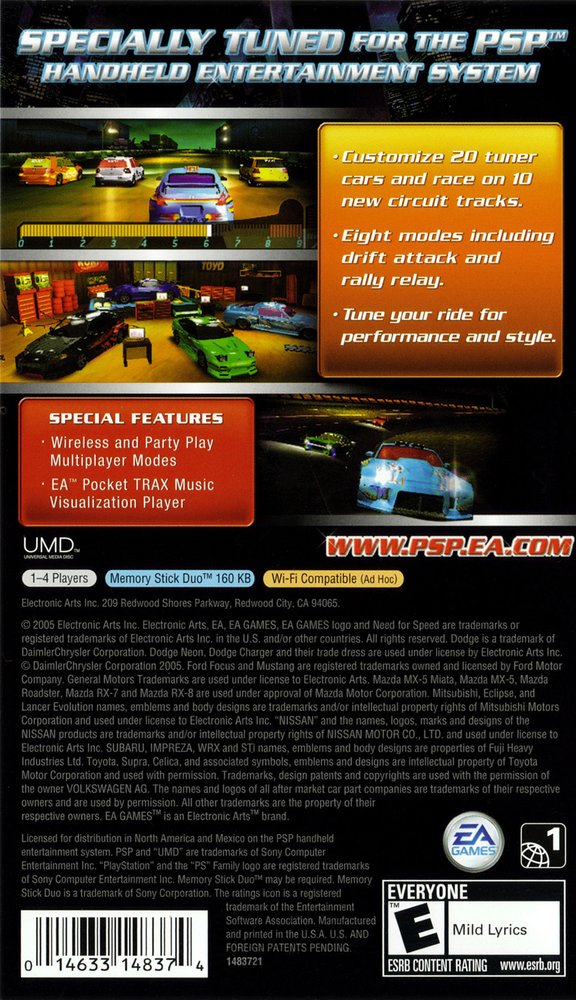 SPECIALLY TUNED FOR THE PSP™
HANDHELD ENTERTAINMENT SYSTEM
• Customize 20 tuner
cars and race on 10
new circuit tracks.
• Eight modes including
drift attack and
rally relay.
• Tune your ride for
performance and style.
0 1 2 3 4 5 6 7 8 9
TOYO
SPECIAL FEATURES
• Wireless and Party Play
Multiplayer Modes
• EA™ Pocket TRAX Music
Visualization Player
UMD™
UNIVERSAL MEDIA DISC
WWW.PSP.EA.COM
1–4 Players
Memory Stick Duo™ 160 KB
Wi-Fi Compatible (Ad Hoc)
Electronic Arts Inc. 209 Redwood Shores Parkway, Redwood City, CA 94065.
© 2005 Electronic Arts Inc. Electronic Arts, EA, EA GAMES, EA GAMES logo and Need for Speed are trademarks or
registered trademarks of Electronic Arts Inc. in the U.S. and/or other countries. All rights reserved. Dodge is a trademark of
DaimlerChrysler Corporation. Dodge Neon, Dodge Charger and their trade dress are used under license by Electronic Arts Inc.
© DaimlerChrysler Corporation 2005. Ford Focus and Mustang are registered trademarks owned and licensed by Ford Motor
Company. General Motors Trademarks are used under license to Electronic Arts. Mazda MX-5 Miata, Mazda MX-5, Mazda
Roadster, Mazda RX-7 and Mazda RX-8 are used under approval of Mazda Motor Corporation. Mitsubishi, Eclipse, and
Lancer Evolution names, emblems and body designs are trademarks and/or intellectual property rights of Mitsubishi Motors
Corporation and used under license to Electronic Arts Inc. “NISSAN” and the names, logos, marks and designs of the
NISSAN products are trademarks and/or intellectual property rights of NISSAN MOTOR CO., LTD. and used under license to
Electronic Arts Inc. SUBARU, IMPREZA, WRX and STi names, emblems and body designs are properties of Fuji Heavy
Industries Ltd. Toyota, Supra, Celica, and associated symbols, emblems and designs are intellectual property of Toyota
Motor Corporation and used with permission. Trademarks, design patents and copyrights are used with the permission of
the owner VOLKSWAGEN AG. The names and logos of all after market car part companies are trademarks of their respective
owners and are used by permission. All other trademarks are the property of their
respective owners. EA GAMES™ is an Electronic Arts™ brand.
Licensed for distribution in North America and Mexico on the PSP handheld
entertainment system. PSP and “UMD” are trademarks of Sony Computer
Entertainment Inc. “PlayStation” and the “PS” Family logo are registered trademarks
of Sony Computer Entertainment Inc. Memory Stick Duo™ may be required. Memory
Stick Duo is a trademark of Sony Corporation. The ratings icon is a registered
trademark of the Entertainment
Software Association. Manufactured
and printed in the U.S.A. U.S. AND
FOREIGN PATENTS PENDING.
1483721
EA
GAMES
1
EVERYONE
E™
Mild Lyrics
ESRB CONTENT RATING www.esrb.org
0 14633 14837 4